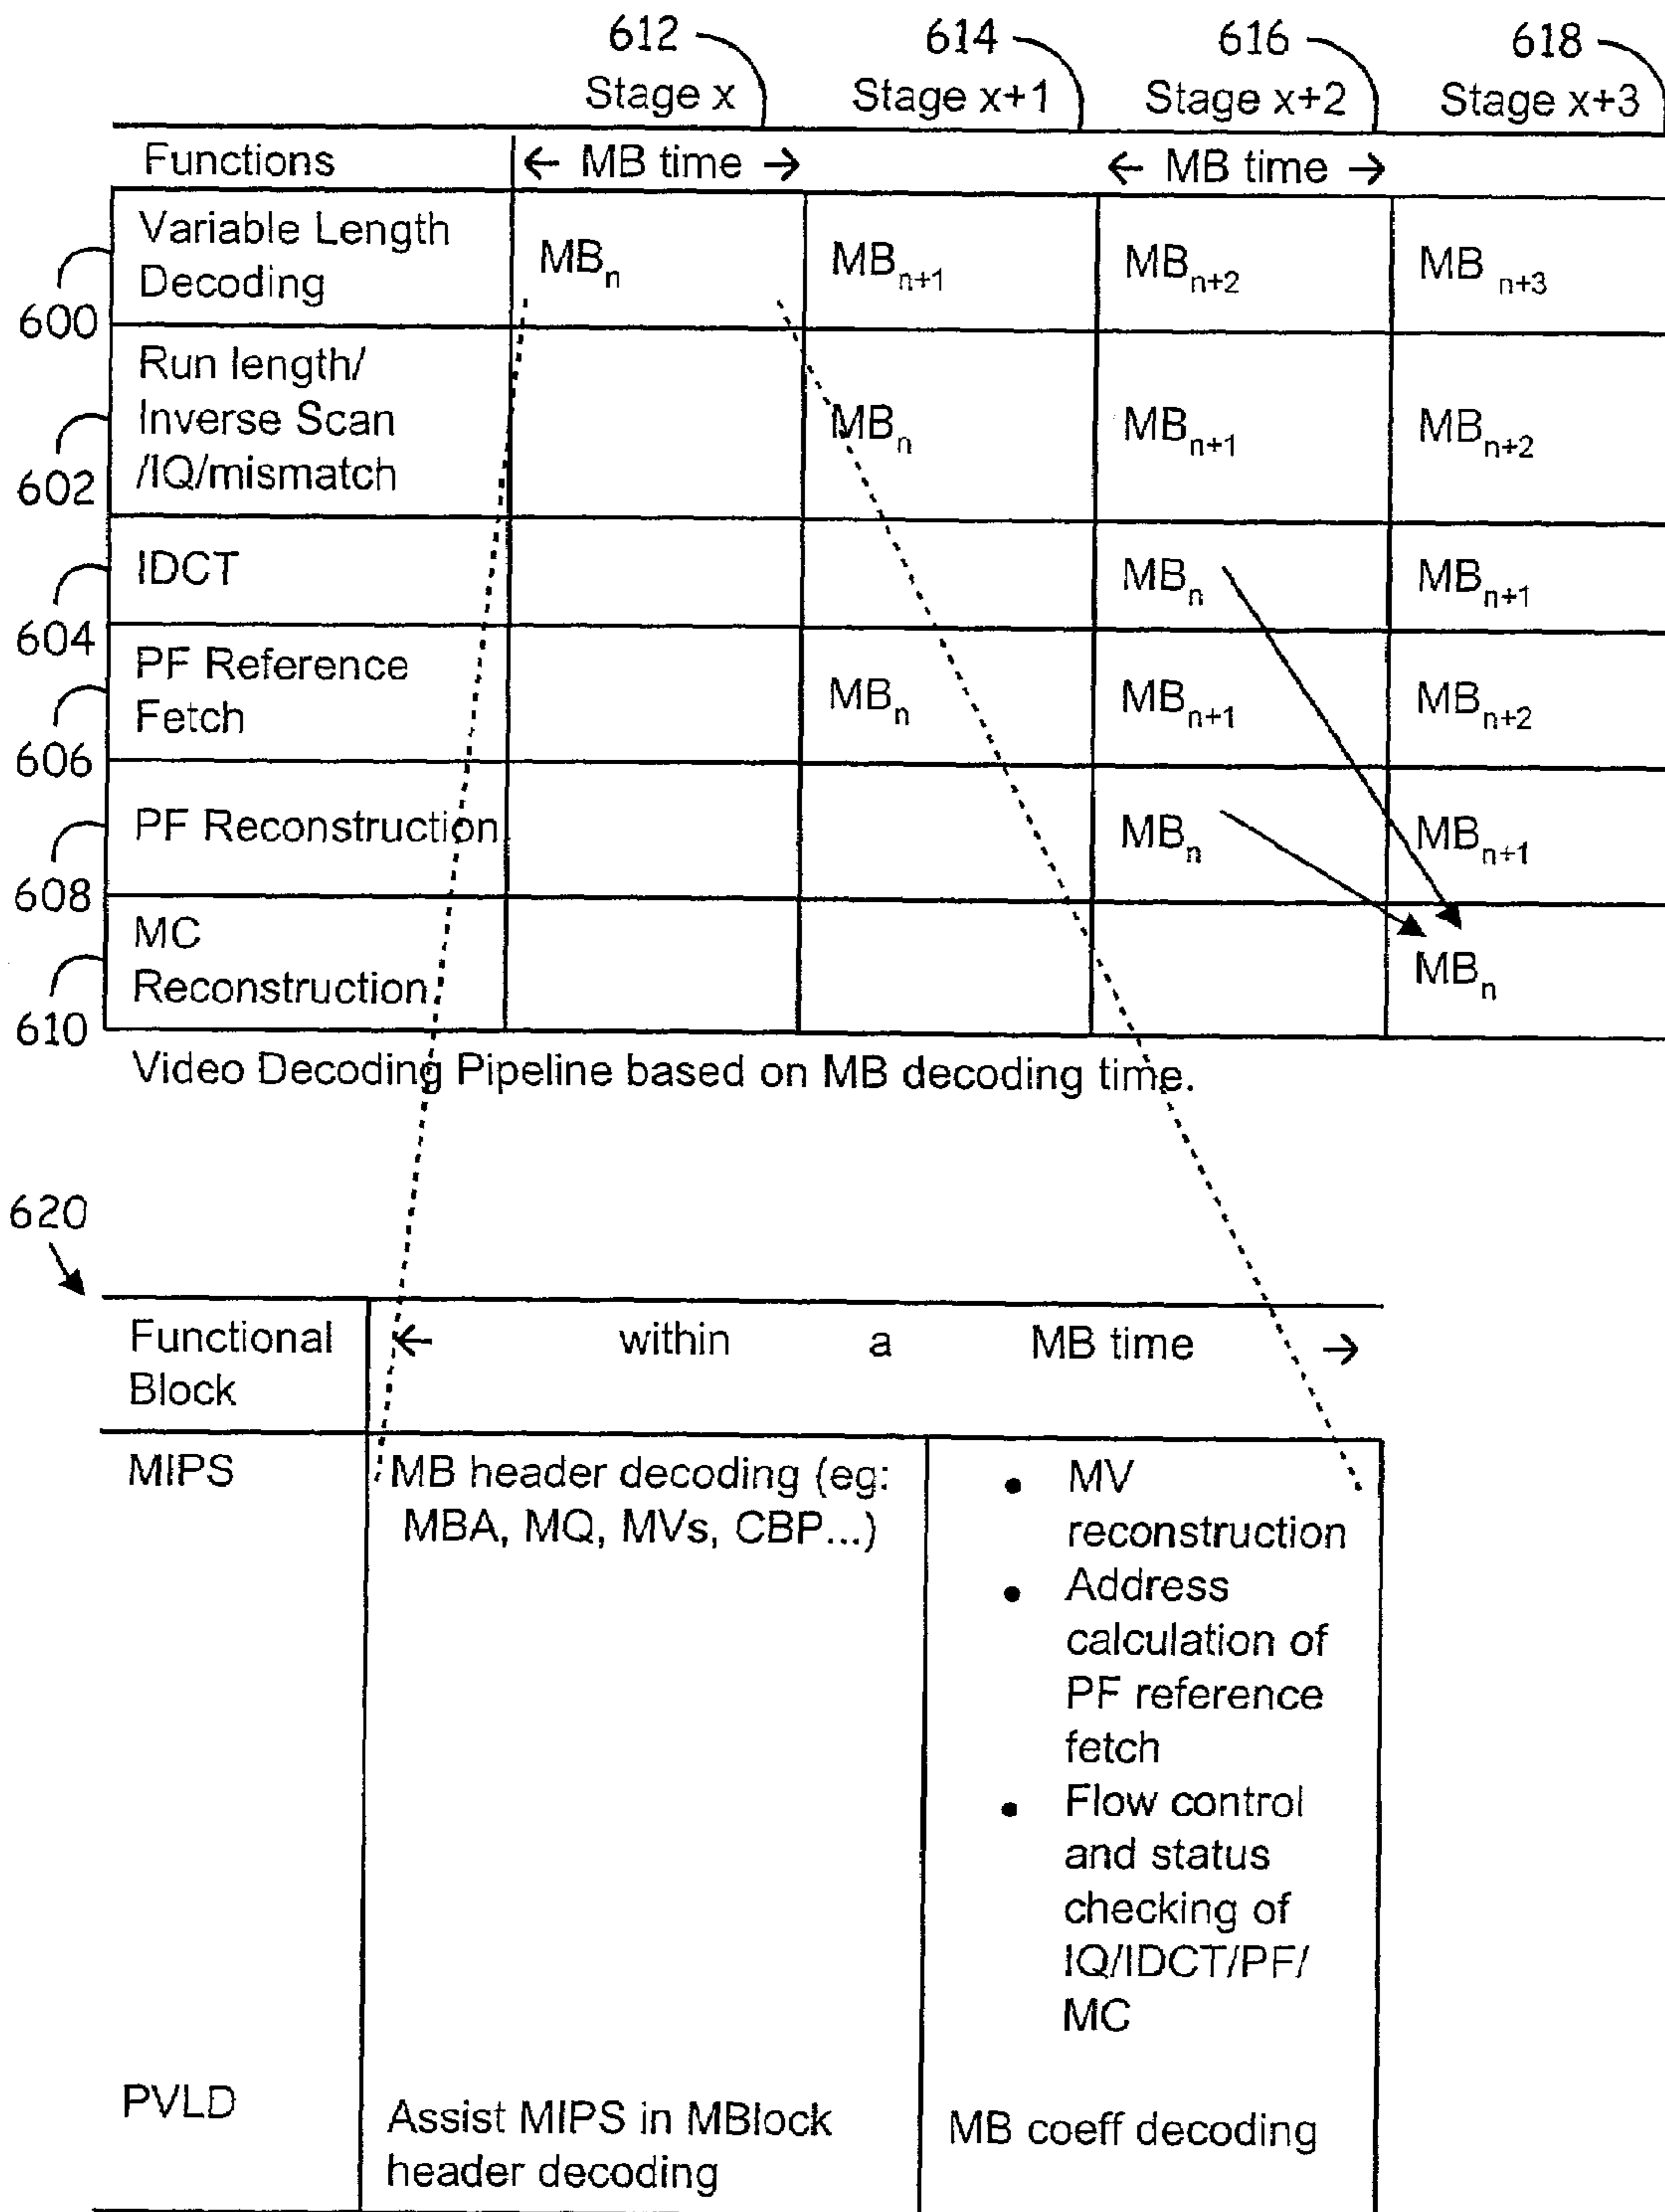 612 614 616 618
Stage x Stage x+1 Stage x+2 Stage x+3
Functions ← MB time → ← MB time →
Variable Length
Decoding
MBn MBn+1 MBn+2 MB n+3
600
Run length/
Inverse Scan
/IQ/mismatch
MBn MBn+1 MBn+2
602
IDCT MBn MBn+1
604
PF Reference
Fetch
MBn MBn+1 MBn+2
606
PF Reconstruction MBn MBn+1
608
MC
Reconstruction
MBn
610
Video Decoding Pipeline based on MB decoding time.
620
Functional
Block
← within a MB time →
MIPS
MB header decoding (eg:
MBA, MQ, MVs, CBP...)
• MV
reconstruction
• Address
calculation of
PF reference
fetch
• Flow control
and status
checking of
IQ/IDCT/PF/
MC
PVLD
Assist MIPS in MBlock
header decoding
MB coeff decoding